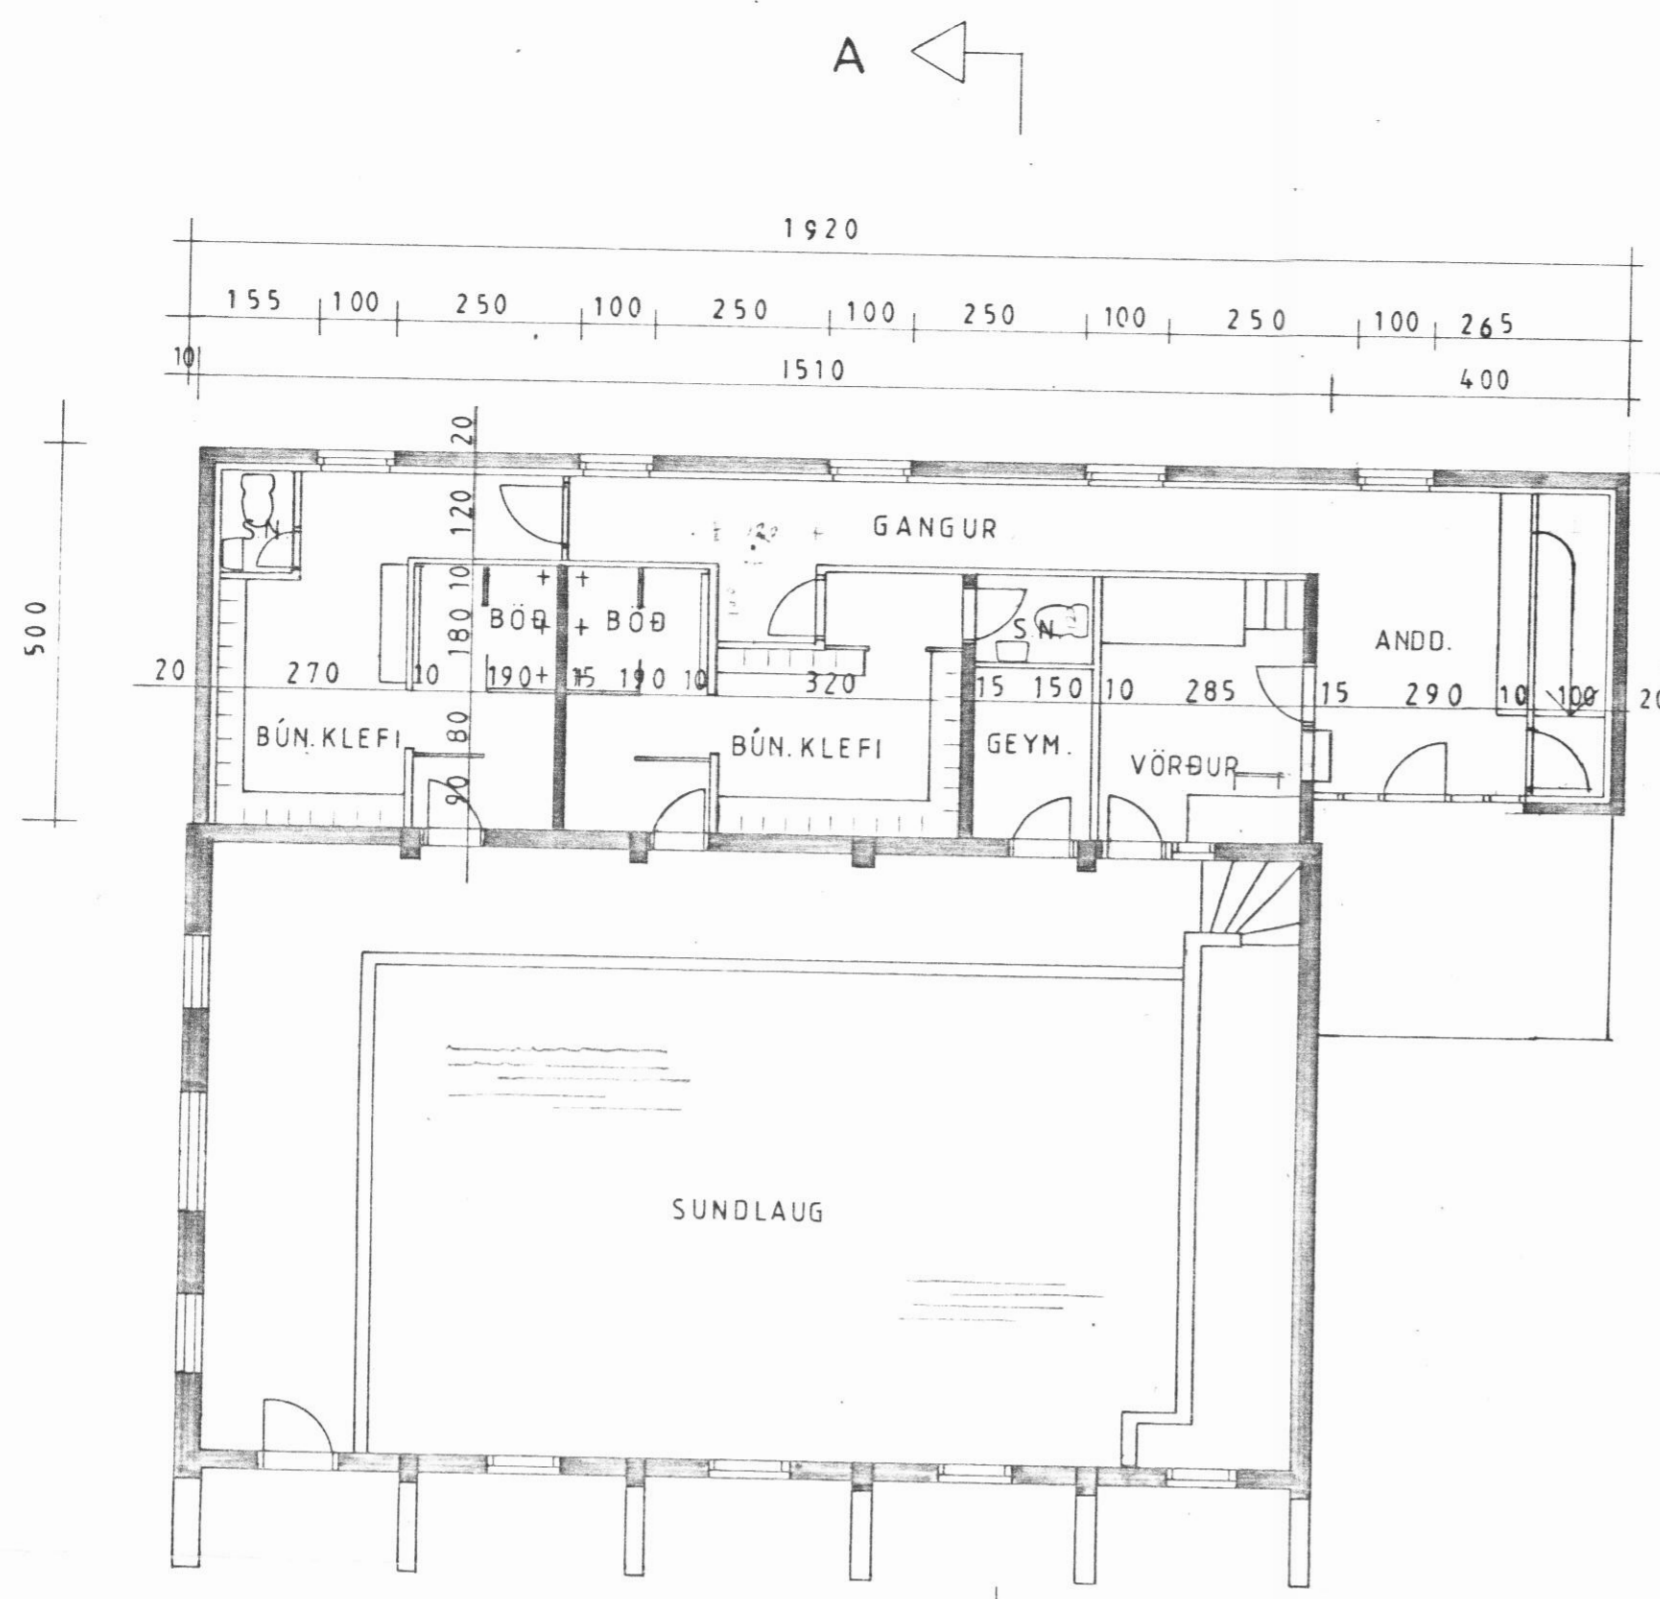 A
1920
155 100 250 100 250 100 250 100 250 100 265
10 1510 400
500
20
120
10
180
80
90
S.N.
GANGUR
BÖÐ BÖÐ
S.N.
ANDD.
20 270 10 190 15 190 10 320 15 150 10 285 15 290 10 100 20
BÚN. KLEFI
BÚN. KLEFI
GEYM.
VÖRÐUR
SUNDLAUG